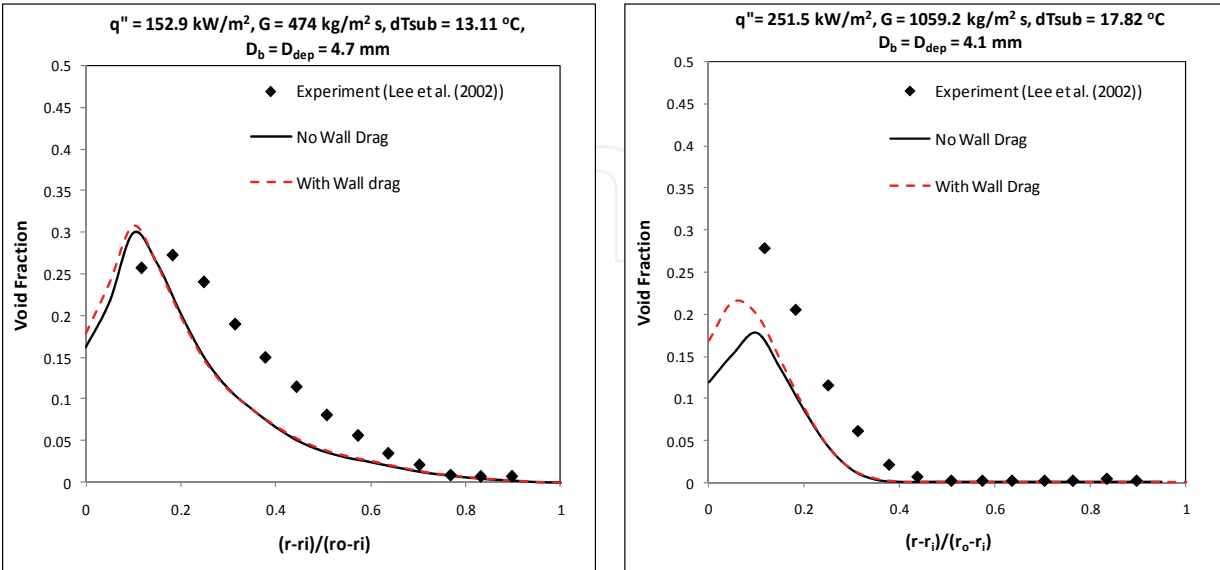 q" = 152.9 kW/m², G = 474 kg/m² s, dTsub = 13.11 °C,
D_b = D_dep = 4.7 mm
0.5
0.45
0.4
0.35
0.3
0.25
0.2
0.15
0.1
0.05
0
Void Fraction
Experiment (Lee et al. (2002))
No Wall Drag
With Wall drag
0 0.2 0.4 0.6 0.8 1
(r-ri)/(ro-ri)
q" = 251.5 kW/m², G = 1059.2 kg/m² s, dTsub = 17.82 °C
D_b = D_dep = 4.1 mm
0.5
0.45
0.4
0.35
0.3
0.25
0.2
0.15
0.1
0.05
0
Void Fraction
Experiment (Lee et al. (2002))
No Wall Drag
With Wall Drag
0 0.2 0.4 0.6 0.8 1
(r-r_i)/(r_o-r_i)